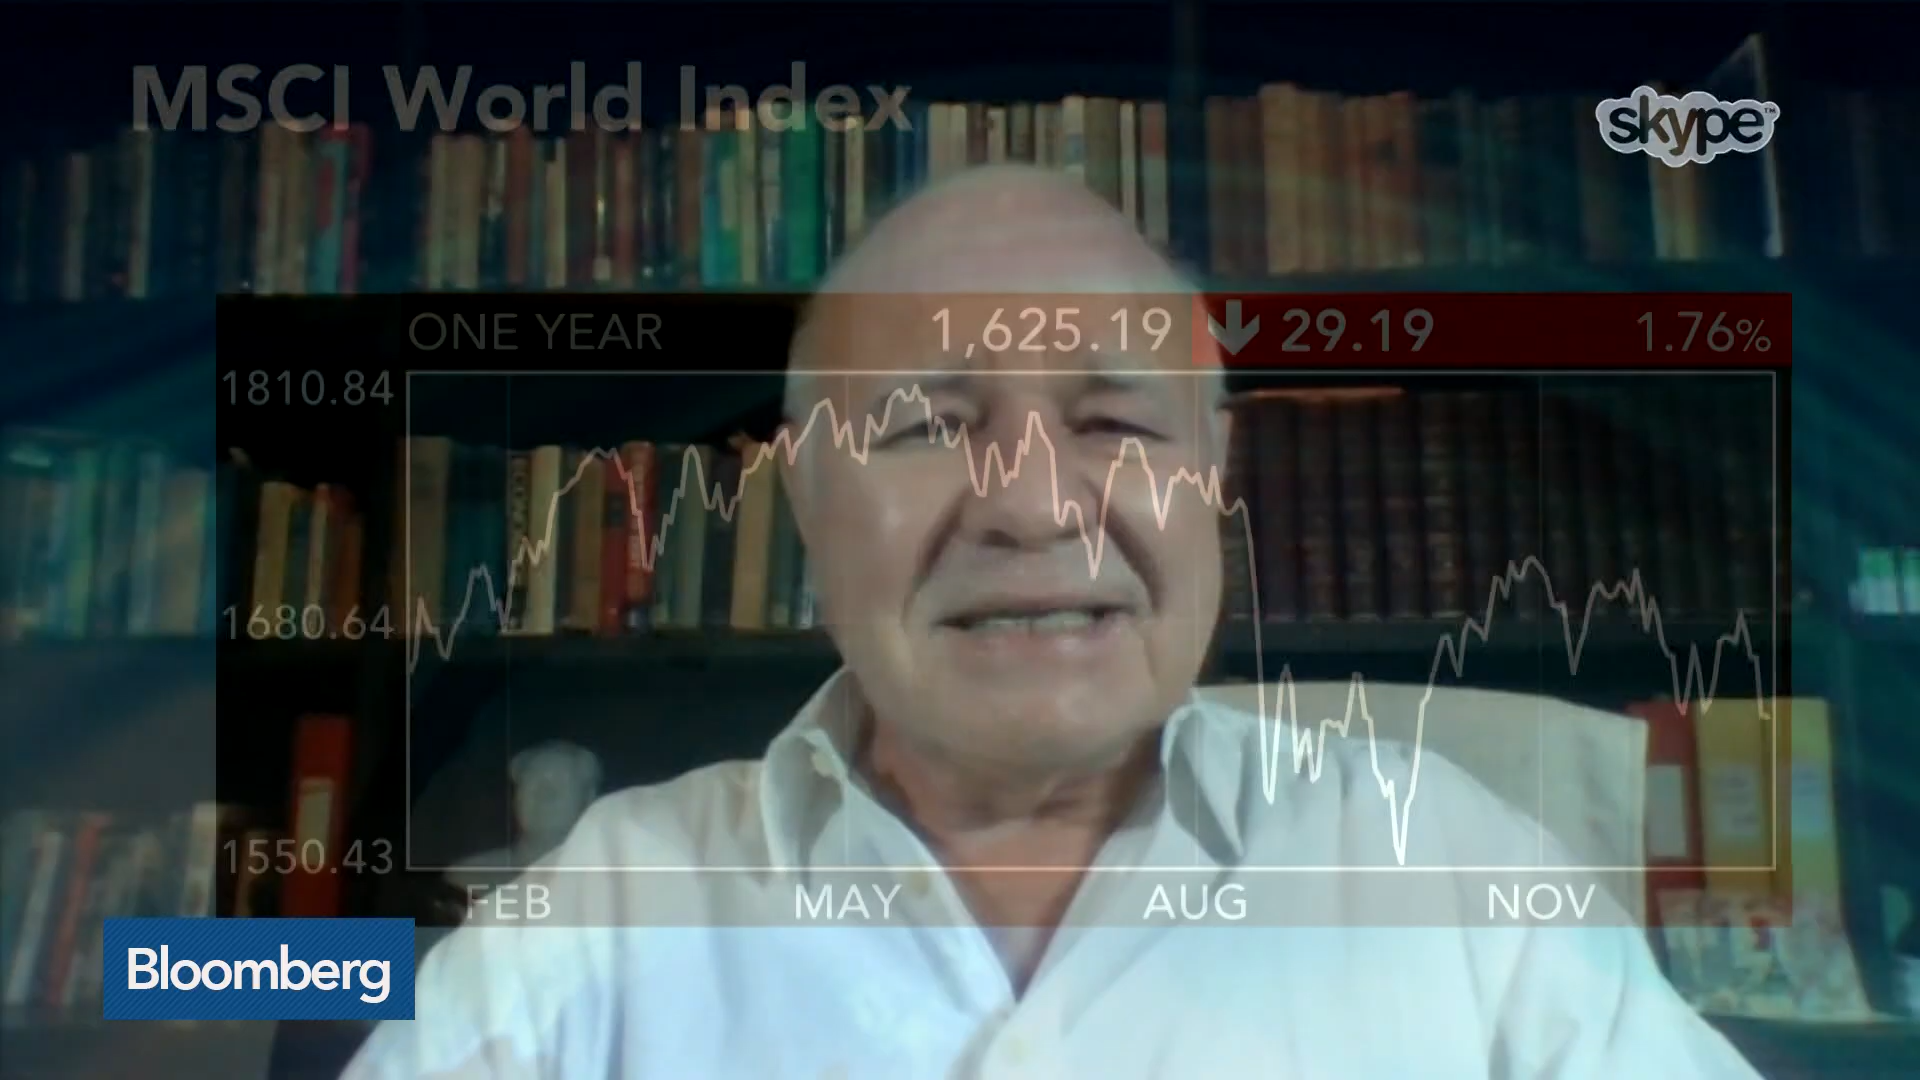 MSCI World Index
skype™
ONE YEAR 1,625.19 29.19 1.76%
1810.84
1680.64
1550.43
FEB MAY AUG NOV
Bloomberg